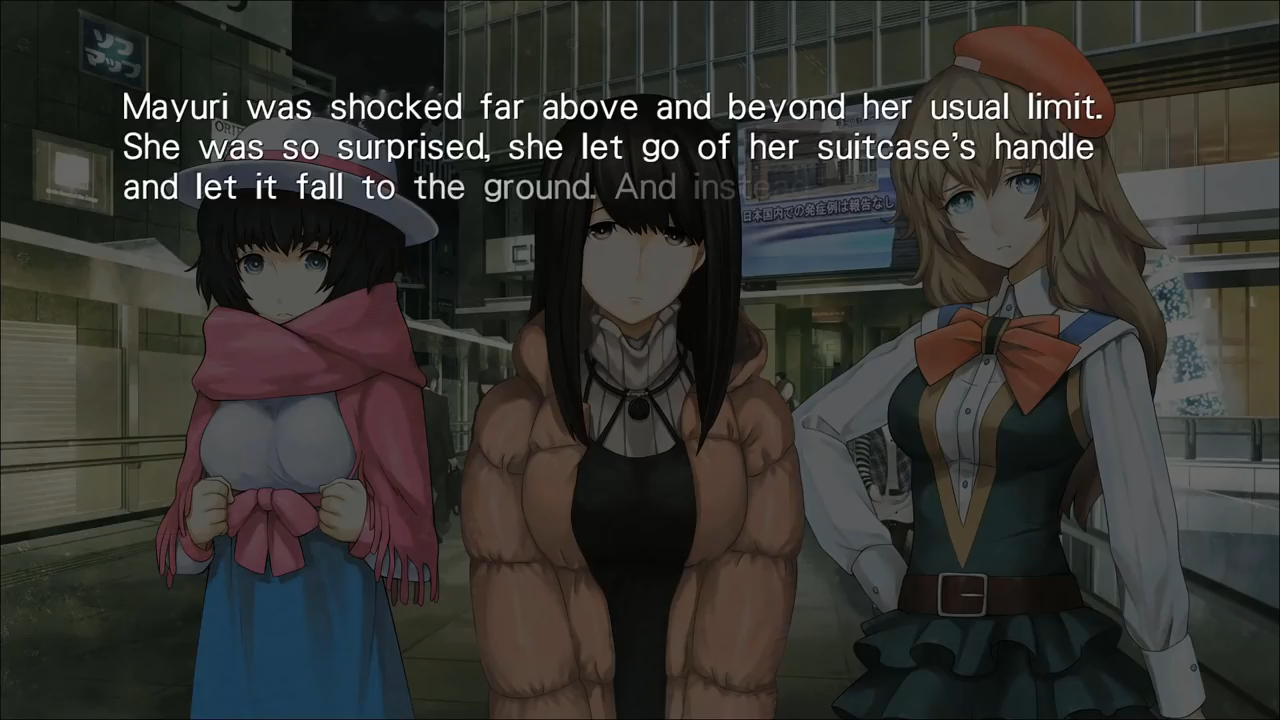 ソフ
マップ
Mayuri was shocked far above and beyond her usual limit.
She was so surprised, she let go of her suitcase's handle
and let it fall to the ground. And instead
日本国内での発症例は報告なし